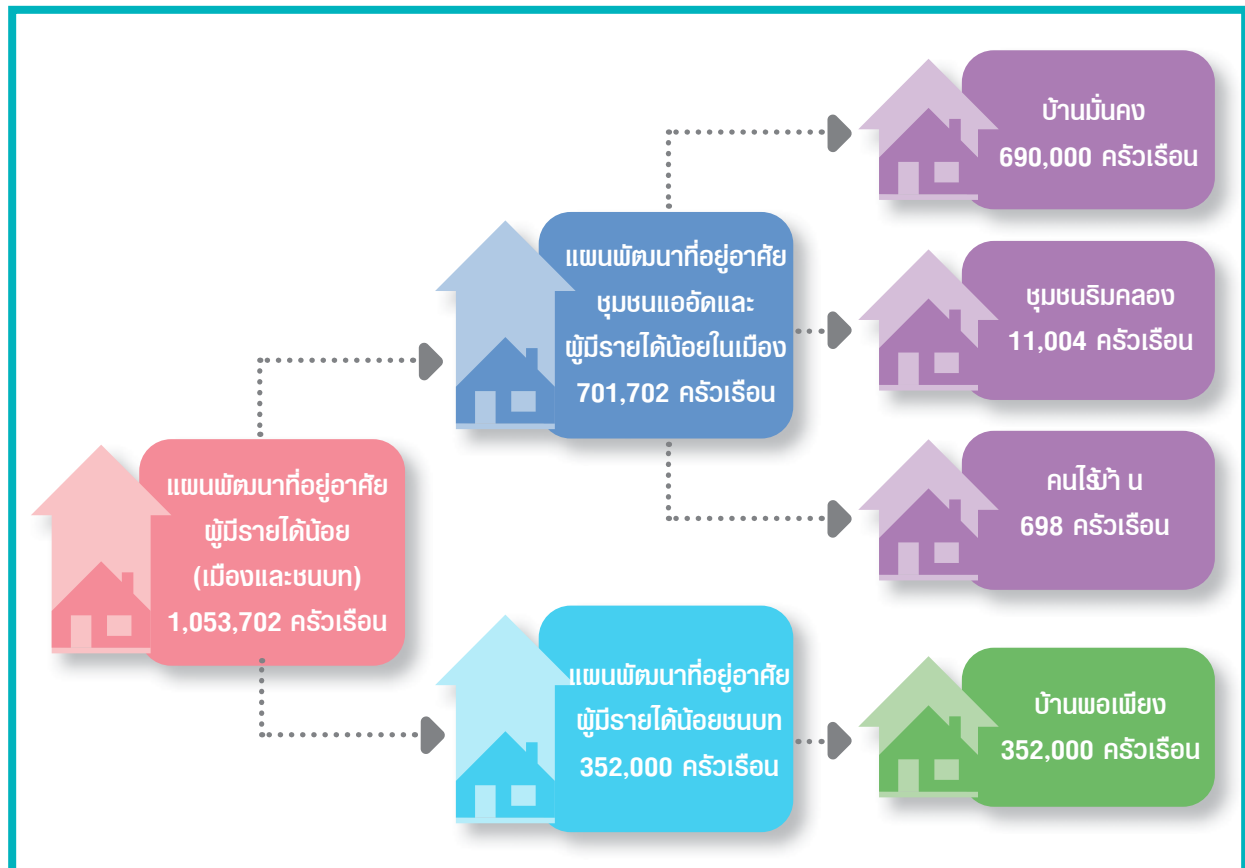 แผนพัฒนาที่อยู่อาศัย
ผู้มีรายได้น้อย
(เมืองและชนบท)
1,053,702 ครัวเรือน
แผนพัฒนาที่อยู่อาศัย
ชุมชนแออัดและ
ผู้มีรายได้น้อยในเมือง
701,702 ครัวเรือน
บ้านมั่นคง
690,000 ครัวเรือน
ชุมชนริมคลอง
11,004 ครัวเรือน
คนไร้บ้าน
698 ครัวเรือน
แผนพัฒนาที่อยู่อาศัย
ผู้มีรายได้น้อยชนบท
352,000 ครัวเรือน
บ้านพอเพียง
352,000 ครัวเรือน